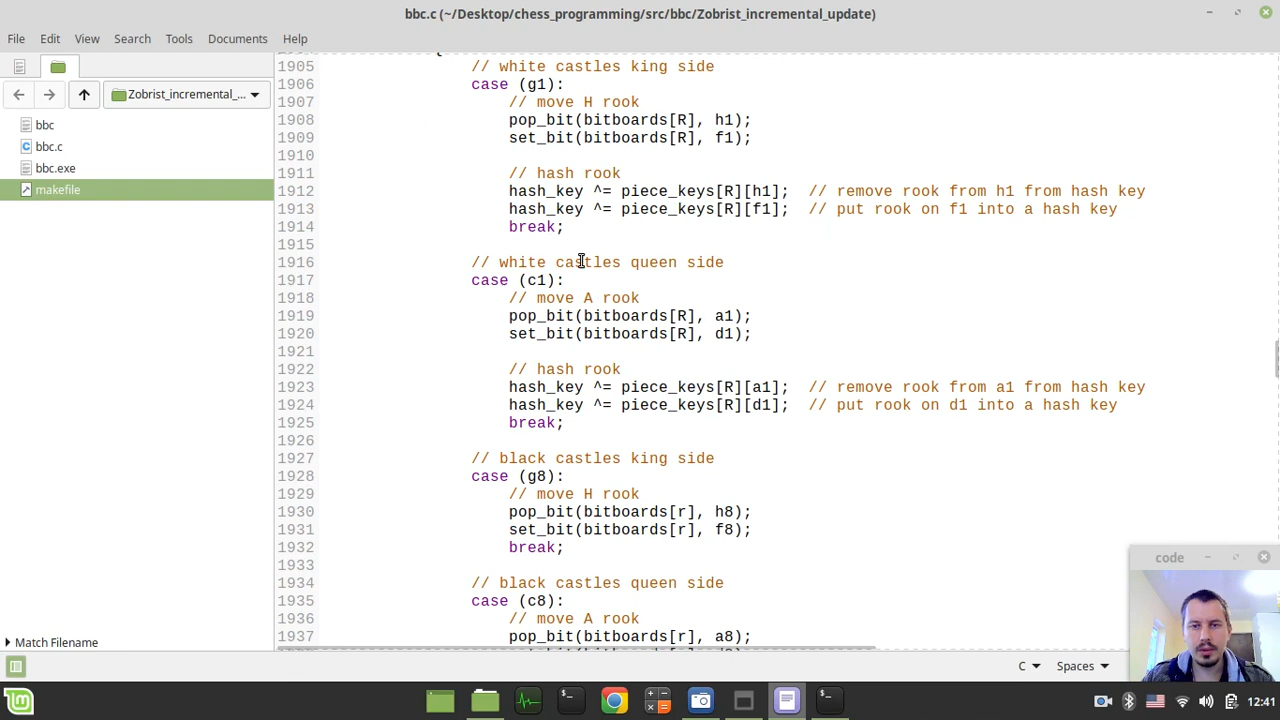 bbc.c (~/Desktop/chess_programming/src/bbc/Zobrist_incremental_update)
File Edit View Search Tools Documents Help
Zobrist_incremental_...
bbc
bbc.c
bbc.exe
makefile
Match Filename
1905 // white castles king side
1906 case (g1):
1907 // move H rook
1908 pop_bit(bitboards[R], h1);
1909 set_bit(bitboards[R], f1);
1910
1911 // hash rook
1912 hash_key ^= piece_keys[R][h1]; // remove rook from h1 from hash key
1913 hash_key ^= piece_keys[R][f1]; // put rook on f1 into a hash key
1914 break;
1915
1916 // white castles queen side
1917 case (c1):
1918 // move A rook
1919 pop_bit(bitboards[R], a1);
1920 set_bit(bitboards[R], d1);
1921
1922 // hash rook
1923 hash_key ^= piece_keys[R][a1]; // remove rook from a1 from hash key
1924 hash_key ^= piece_keys[R][d1]; // put rook on d1 into a hash key
1925 break;
1926
1927 // black castles king side
1928 case (g8):
1929 // move H rook
1930 pop_bit(bitboards[r], h8);
1931 set_bit(bitboards[r], f8);
1932 break;
1933
1934 // black castles queen side
1935 case (c8):
1936 // move A rook
1937 pop_bit(bitboards[r], a8);
code
C Spaces
12:41